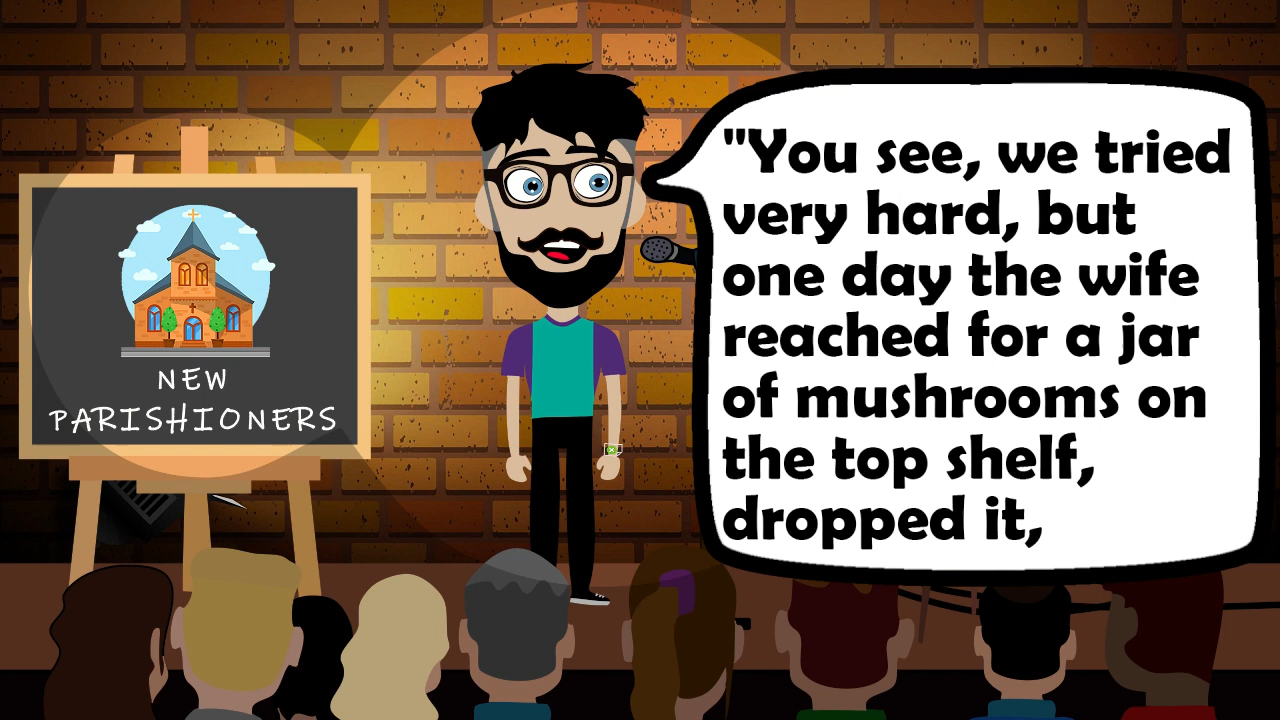 NEW
PARISHIONERS
"You see, we tried
very hard, but
one day the wife
reached for a jar
of mushrooms on
the top shelf,
dropped it,